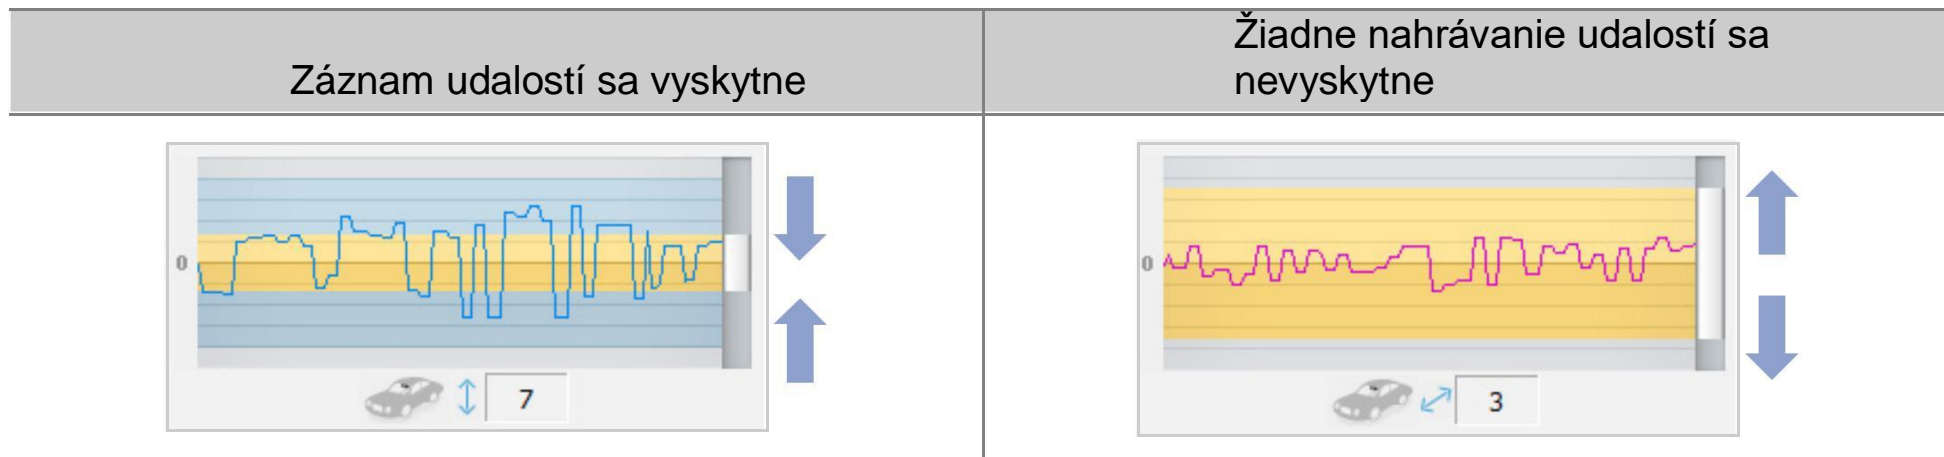 Záznam udalostí sa vyskytne
Žiadne nahrávanie udalostí sa
nevyskytne
0
7
0
3